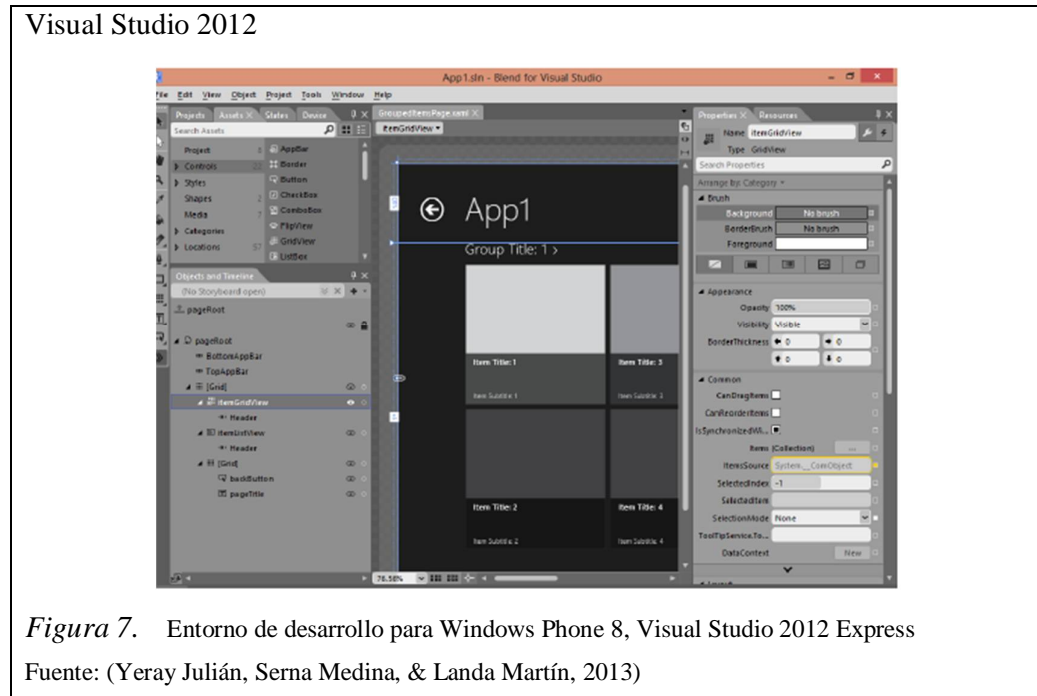 Visual Studio 2012
App1.sln - Blend for Visual Studio
File Edit View Object Project Tools Window Help
Projects Assets States Device
Search Assets
Project 8
Controls 22
Styles
Shapes 2
Media 7
Categories
Locations 57
AppBar
Border
Button
CheckBox
ComboBox
FlipView
GridView
ListBox
Objects and Timeline
(No Storyboard open)
pageRoot
pageRoot
BottomAppBar
TopAppBar
[Grid]
itemGridView
Header
itemListView
Header
[Grid]
backButton
pageTitle
GroupedItemsPage.xaml
itemGridView
App1
Group Title: 1
Item Title: 1
Item Subtitle: 1
Item Title: 3
Item Subtitle: 3
Item Title: 2
Item Subtitle: 2
Item Title: 4
Item Subtitle: 4
76.58%
Properties Resources
Name itemGridView
Type GridView
Search Properties
Arrange by: Category
Brush
Background No brush
BorderBrush No brush
Foreground
Appearance
Opacity 100%
Visibility Visible
BorderThickness 0 0
0 0
Common
CanDragItems
CanReorderItems
IsSynchronizedWi...
Items (Collection) ...
ItemsSource System.__ComObject
SelectedIndex -1
SelectedItem
SelectionMode None
ToolTipService.To...
DataContext New
Figura 7. Entorno de desarrollo para Windows Phone 8, Visual Studio 2012 Express
Fuente: (Yeray Julián, Serna Medina, & Landa Martín, 2013)